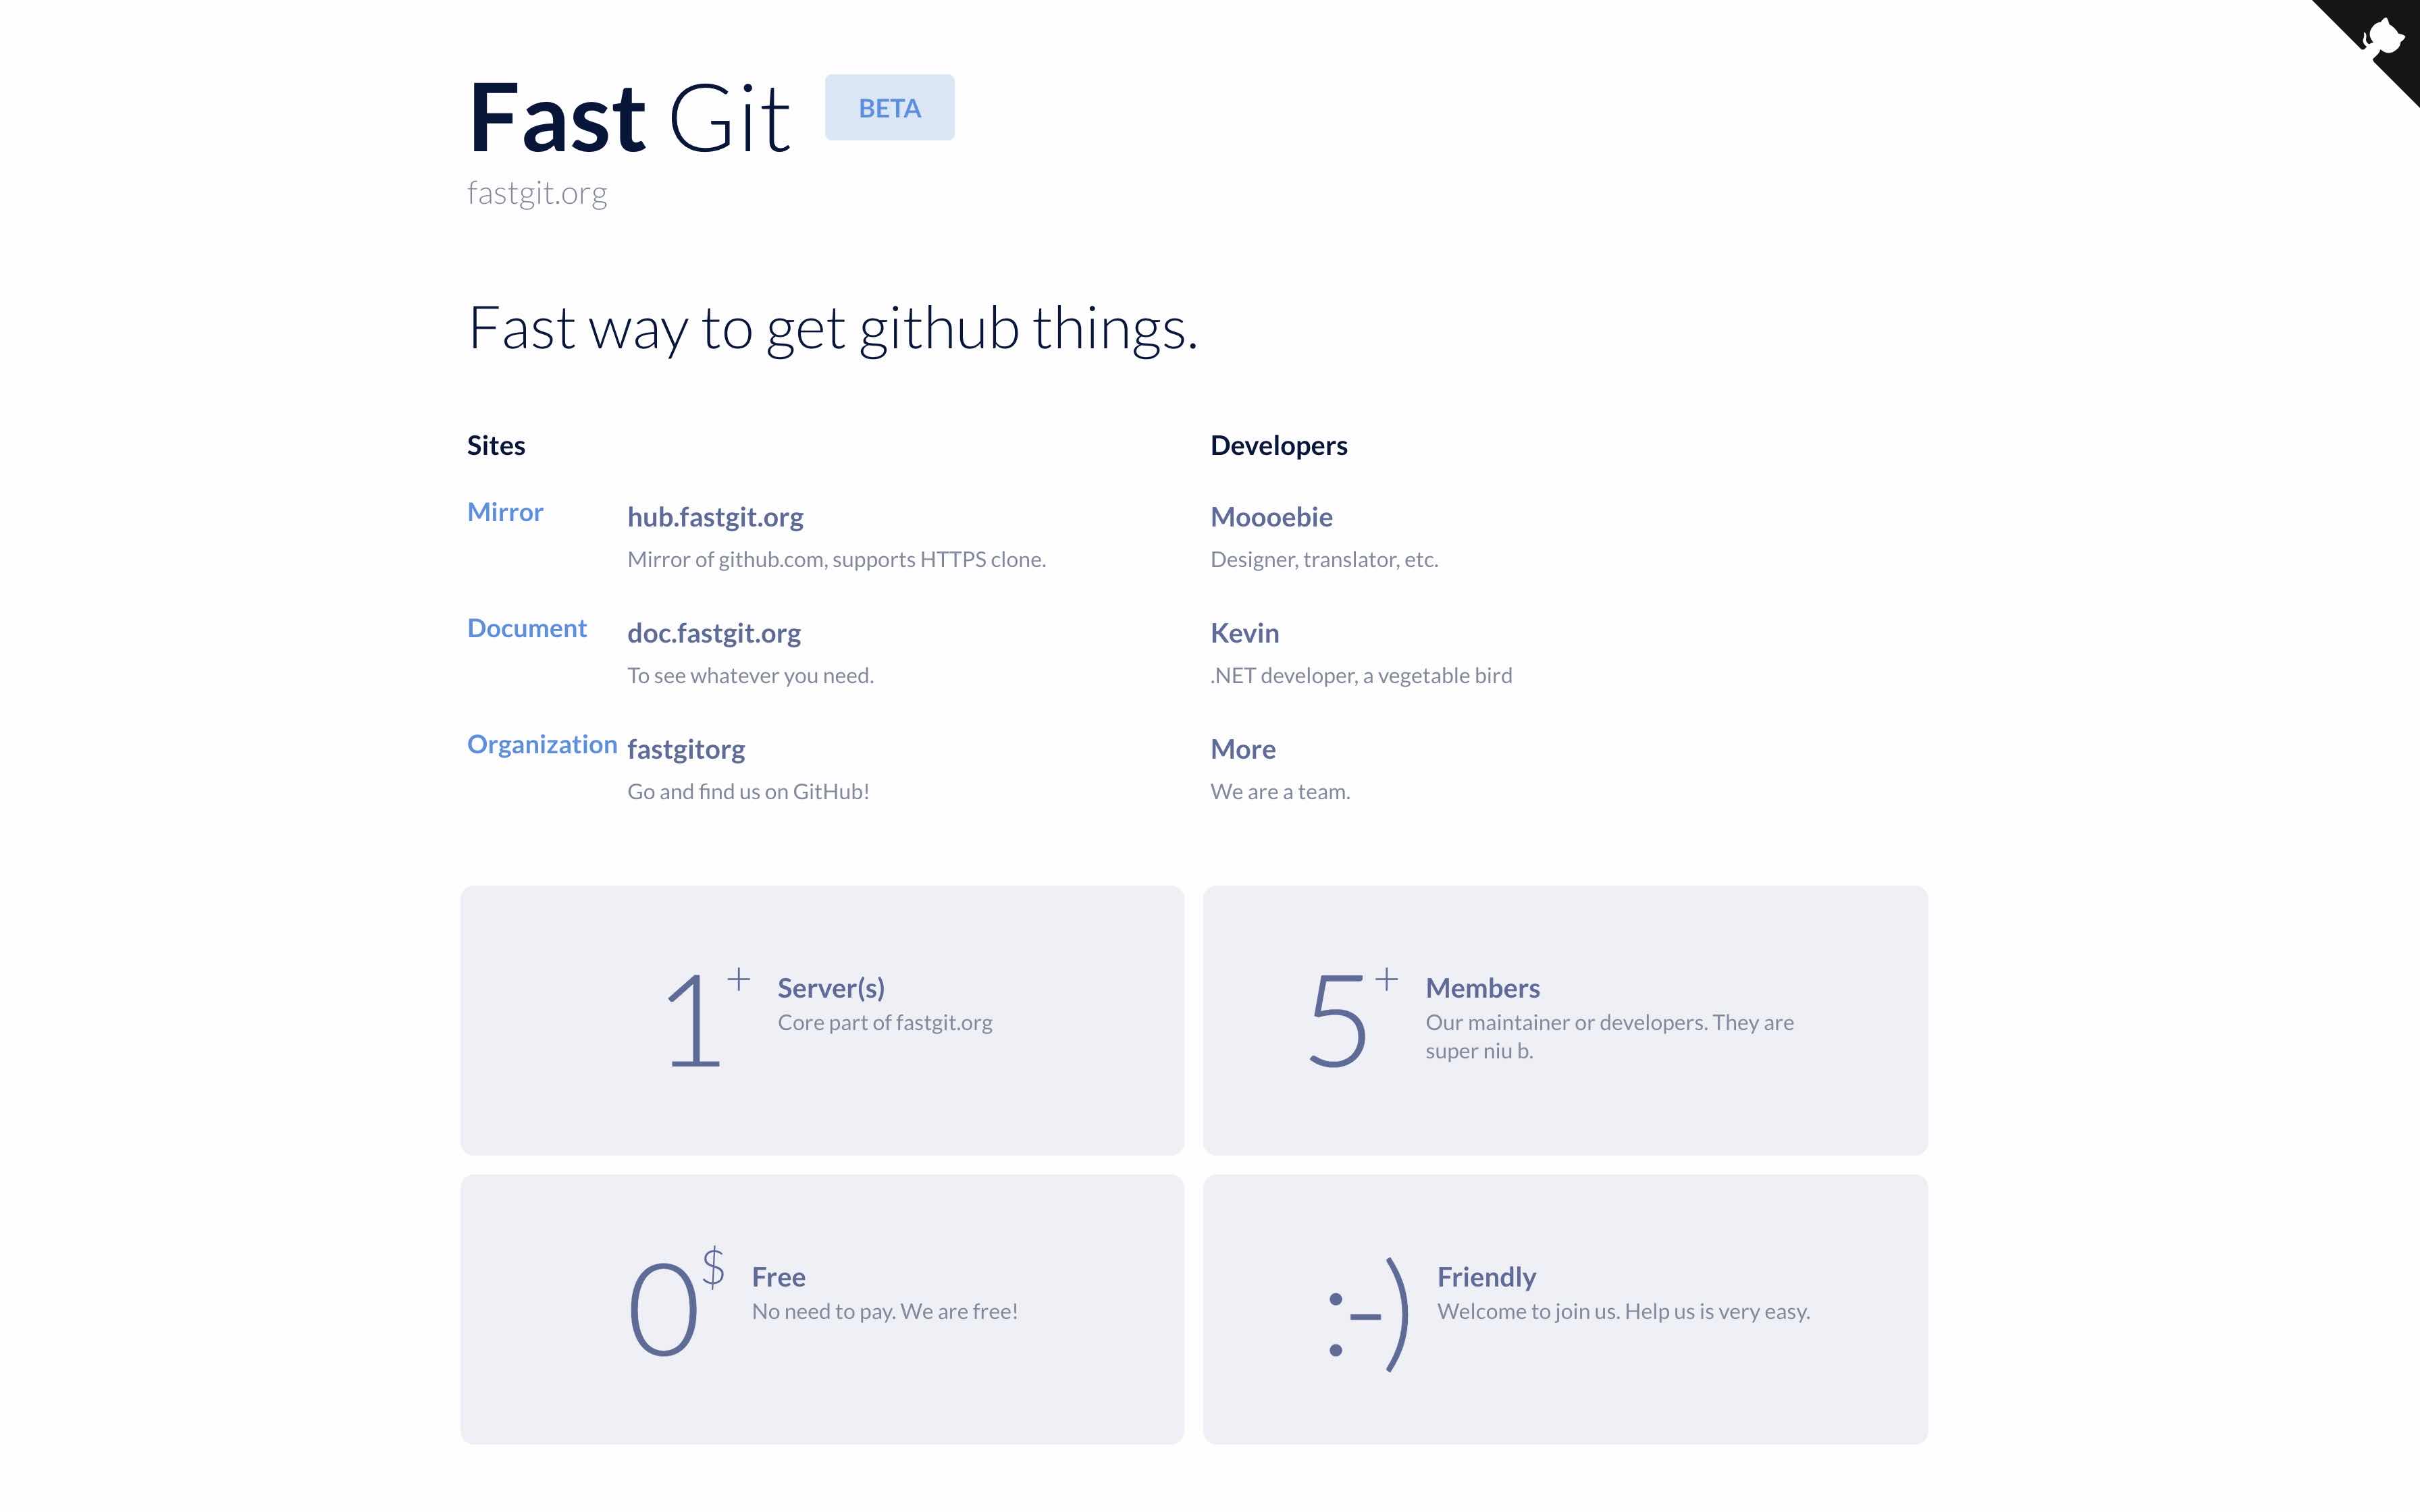 Fast Git BETA
fastgit.org
Fast way to get github things.
Sites
Mirror hub.fastgit.org
Mirror of github.com, supports HTTPS clone.
Document doc.fastgit.org
To see whatever you need.
Organization fastgitorg
Go and find us on GitHub!
Developers
Moooebie
Designer, translator, etc.
Kevin
.NET developer, a vegetable bird
More
We are a team.
1+ Server(s)
Core part of fastgit.org
5+ Members
Our maintainer or developers. They are
super niu b.
0$ Free
No need to pay. We are free!
:-) Friendly
Welcome to join us. Help us is very easy.